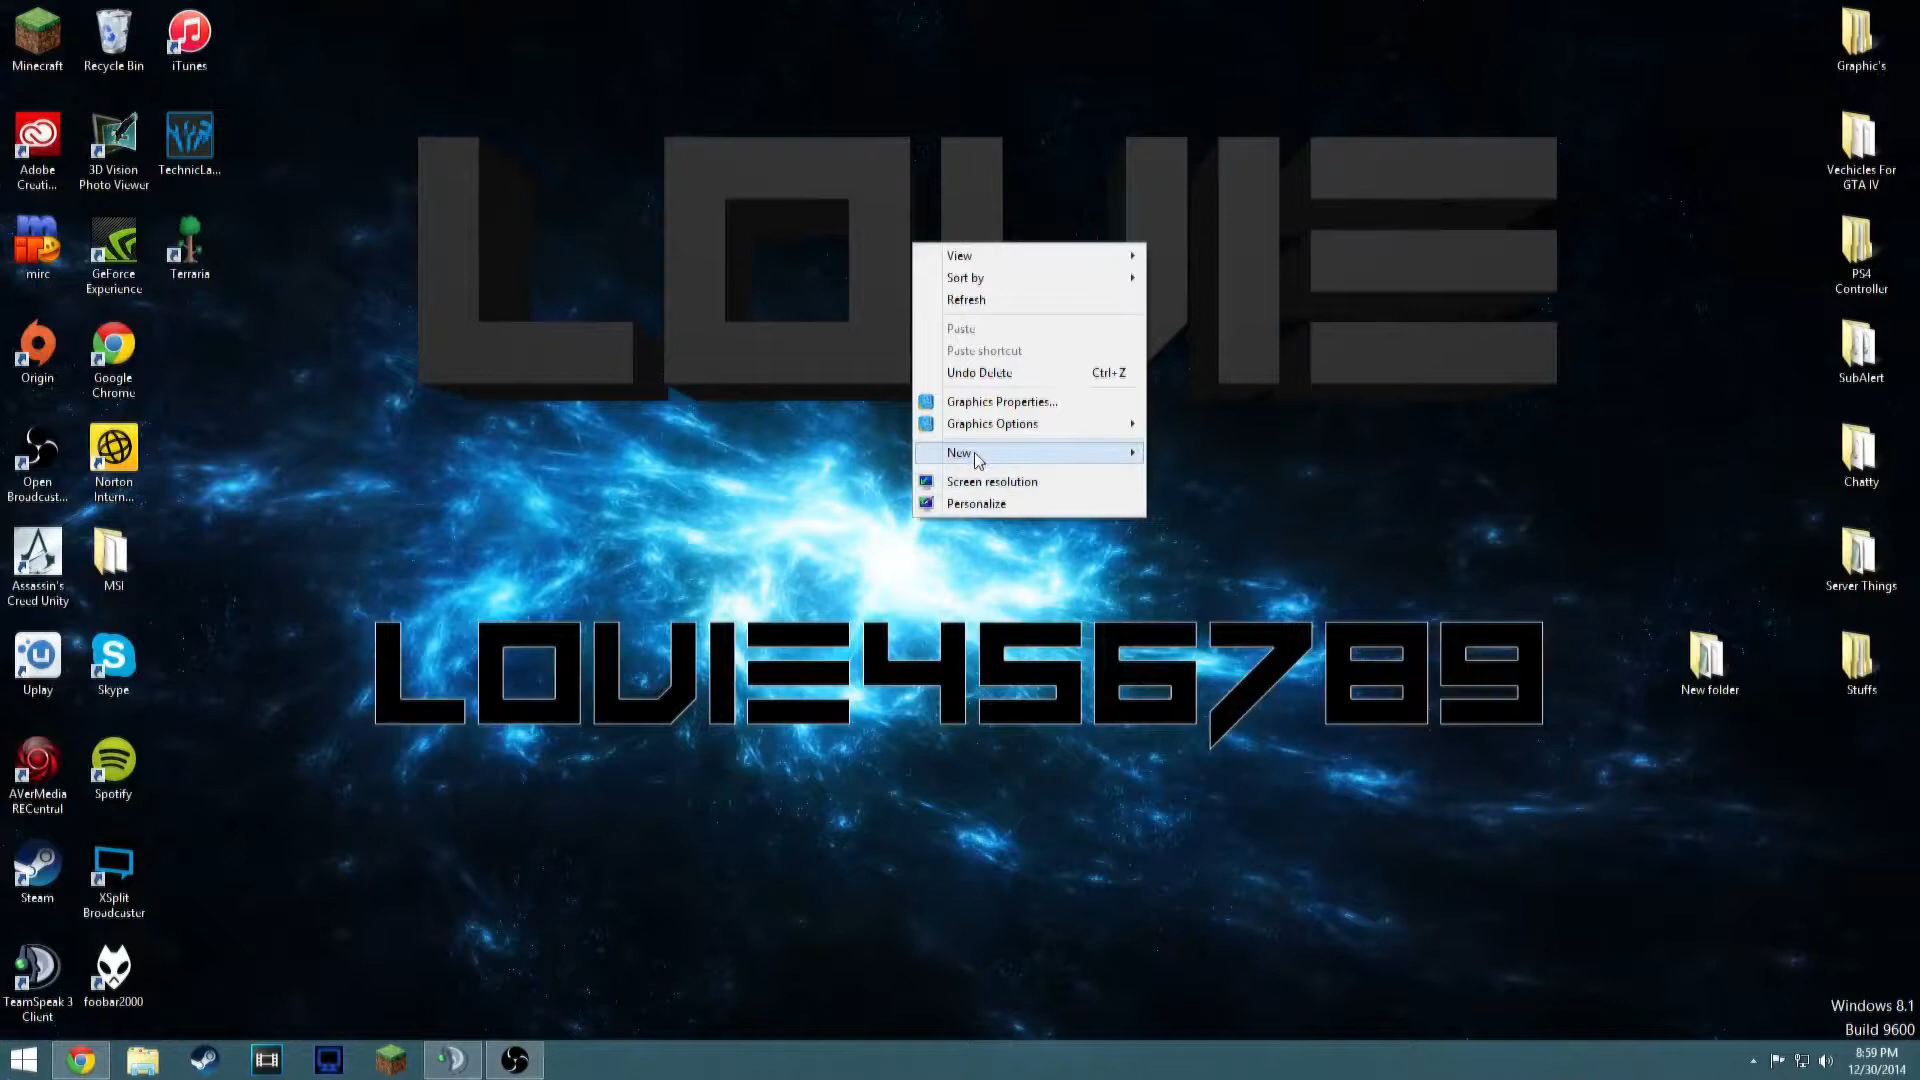 Minecraft
Recycle Bin
iTunes
Graphic's
LOVIE
Adobe
Creati...
3D Vision
Photo Viewer
TechnicLa...
Vechicles For
GTA IV
mirc
GeForce
Experience
Terraria
PS4
Controller
View
Sort by
Refresh
Paste
Paste shortcut
Undo Delete Ctrl+Z
Graphics Properties...
Graphics Options
New
Screen resolution
Personalize
Origin
Google
Chrome
SubAlert
Open
Broadcast...
Norton
Intern...
Chatty
Assassin's
Creed Unity
MSI
Server Things
LOVIE456789
Uplay
Skype
New folder
Stuffs
AVerMedia
RECentral
Spotify
Steam
XSplit
Broadcaster
TeamSpeak 3
Client
foobar2000
Windows 8.1
Build 9600
8:59 PM
12/30/2014